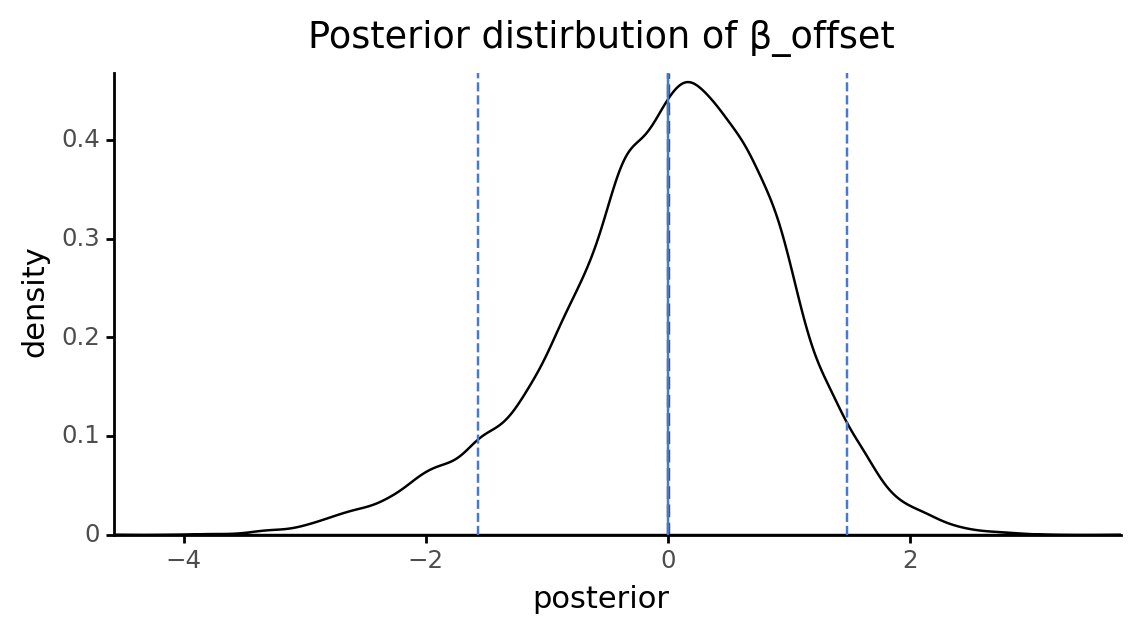 Posterior distirbution of β_offset
density
0.4
0.3
0.2
0.1
0
−4 −2 0 2
posterior